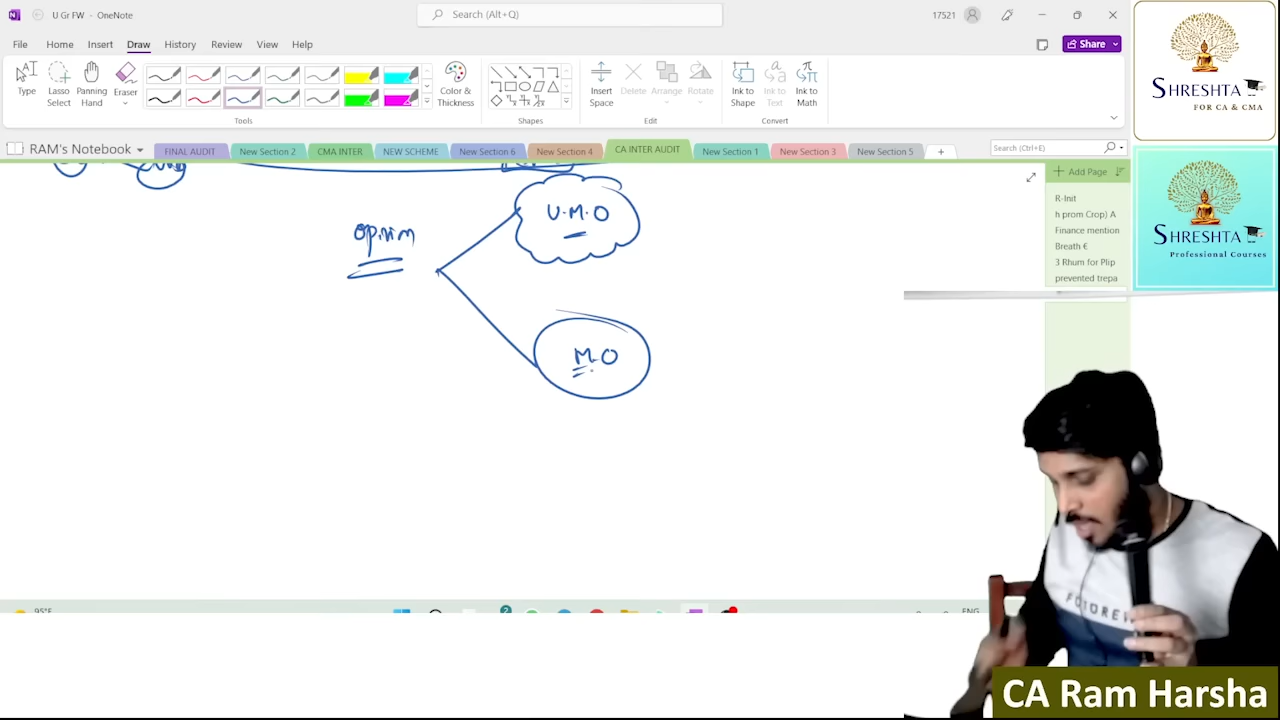 U Gr FW - OneNote
Search (Alt+Q)
17521
File Home Insert Draw History Review View Help
Share
Type
Lasso Select
Panning Hand
Eraser
Color & Thickness
Insert Space
Delete
Arrange
Rotate
Ink to Shape
Ink to Text
Ink to Math
Tools
Shapes
Edit
Convert
RAM's Notebook
FINAL AUDIT
New Section 2
CMA INTER
NEW SCHEME
New Section 6
New Section 4
CA INTER AUDIT
New Section 1
New Section 3
New Section 5
Search (Ctrl+E)
Add Page
R-Init
h prom Crop) A
Finance mention
Breath €
3 Rhum for Plip
prevented trepa
U.M.O
M.O
SHRESHTA
FOR CA & CMA
SHRESHTA
Professional Courses
95°F
ENG
CA Ram Harsha